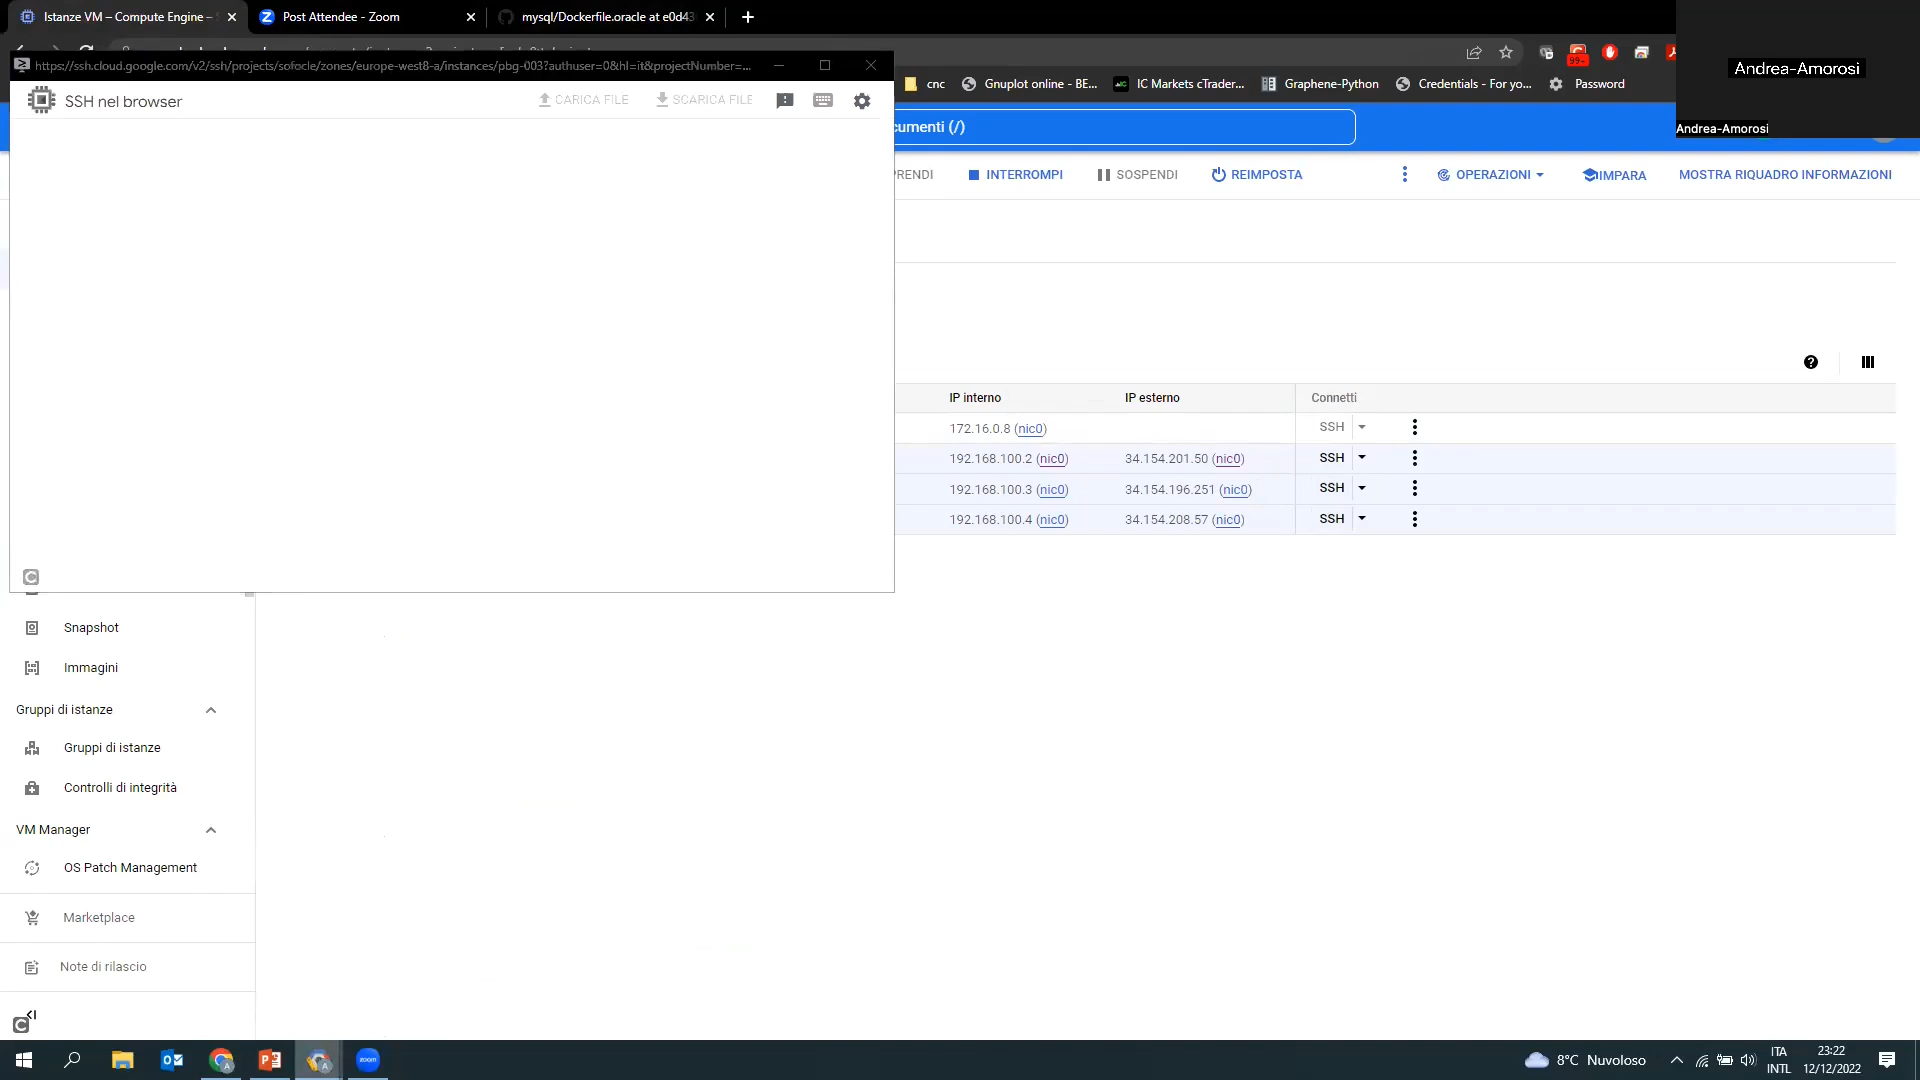 Istanze VM – Compute Engine –
Post Attendee - Zoom
mysql/Dockerfile.oracle at e0d43
https://ssh.cloud.google.com/v2/ssh/projects/sofocle/zones/europe-west8-a/instances/pbg-003?authuser=0&hl=it&projectNumber=...
SSH nel browser
CARICA FILE
SCARICA FILE
99+
cnc
Gnuplot online - BE...
IC Markets cTrader...
Graphene-Python
Credentials - For yo...
Password
Andrea-Amorosi
Andrea-Amorosi
cumenti (/)
PRENDI
INTERROMPI
SOSPENDI
REIMPOSTA
OPERAZIONI
IMPARA
MOSTRA RIQUADRO INFORMAZIONI
IP interno
IP esterno
Connetti
172.16.0.8 (nic0)
SSH
192.168.100.2 (nic0)
34.154.201.50 (nic0)
SSH
192.168.100.3 (nic0)
34.154.196.251 (nic0)
SSH
192.168.100.4 (nic0)
34.154.208.57 (nic0)
SSH
Snapshot
Immagini
Gruppi di istanze
Gruppi di istanze
Controlli di integrità
VM Manager
OS Patch Management
Marketplace
Note di rilascio
8°C Nuvoloso
ITA
INTL
23:22
12/12/2022